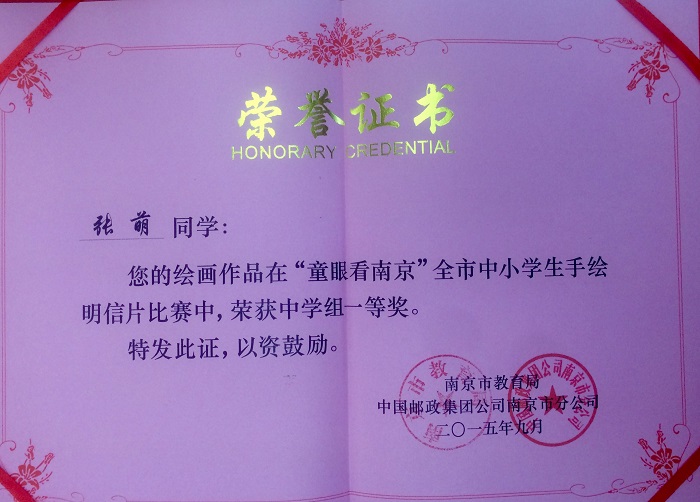 荣誉证书
HONORARY CREDENTIAL
张萌 同学：
您的绘画作品在“童眼看南京”全市中小学生手绘
明信片比赛中，荣获中学组一等奖。
特发此证，以资鼓励。
南京市教育局
中国邮政集团公司南京市分公司
二〇一五年九月